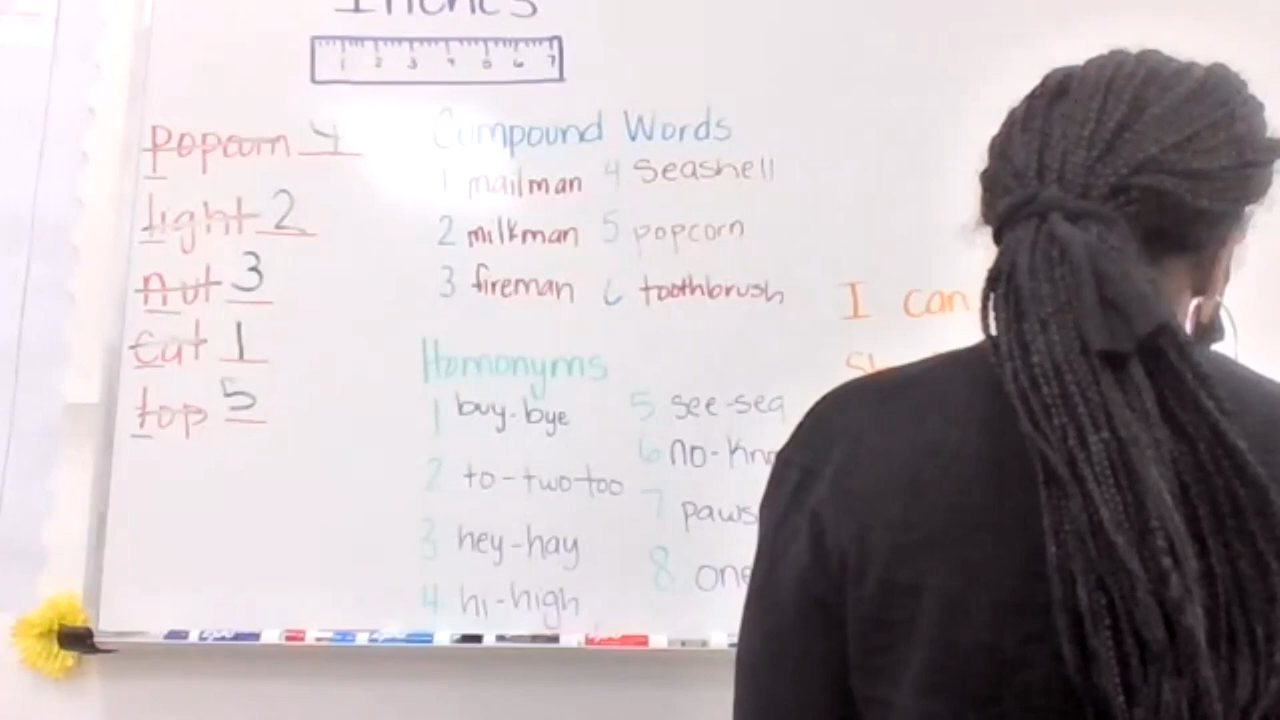 Inches
1 2 3 4 5 6 7
popcorn 4
light 2
nut 3
cat 1
top 5
Compound Words
1 mailman 4 Seashell
2 milkman 5 popcorn
3 fireman 6 toothbrush
Homonyms
1 buy-bye 5 see-sea
2 to-two-too 6 no-kno
3 hey-hay 7 paws
4 hi-high 8 one
I can